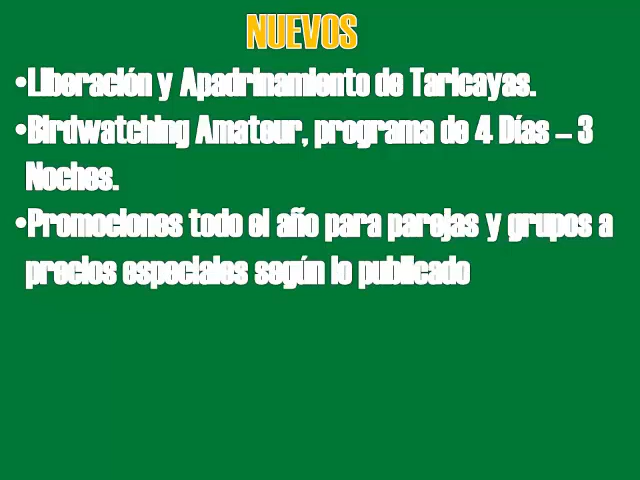 NUEVOS
•Liberación y Apadrinamiento de Taricayas.
•Birdwatching Amateur, programa de 4 Días – 3
Noches.
•Promociones todo el año para parejas y grupos a
precios especiales según lo publicado